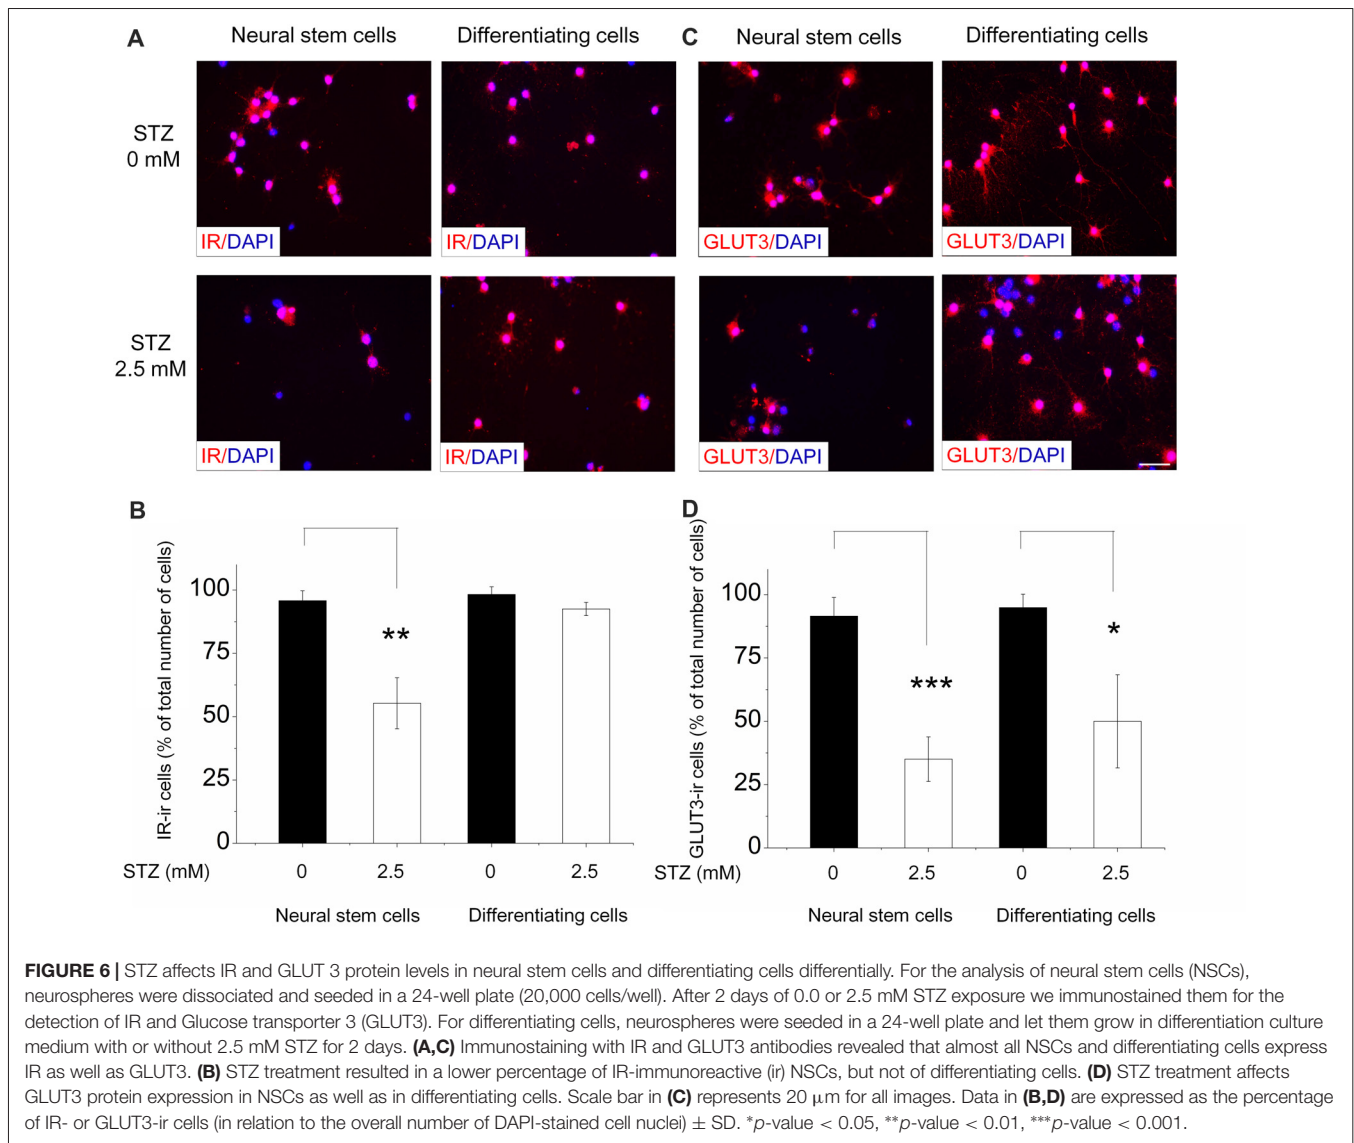 A Neural stem cells Differentiating cells C Neural stem cells Differentiating cells
STZ
0 mM
IR/DAPI IR/DAPI GLUT3/DAPI GLUT3/DAPI
STZ
2.5 mM
IR/DAPI IR/DAPI GLUT3/DAPI GLUT3/DAPI
B
IR-ir cells (% of total number of cells)
100
75
50
25
0
**
STZ (mM) 0 2.5 0 2.5
Neural stem cells Differentiating cells
D
GLUT3-ir cells (% of total number of cells)
100
75
50
25
0
***
*
STZ (mM) 0 2.5 0 2.5
Neural stem cells Differentiating cells
FIGURE 6 | STZ affects IR and GLUT 3 protein levels in neural stem cells and differentiating cells differentially. For the analysis of neural stem cells (NSCs),
neurospheres were dissociated and seeded in a 24-well plate (20,000 cells/well). After 2 days of 0.0 or 2.5 mM STZ exposure we immunostained them for the
detection of IR and Glucose transporter 3 (GLUT3). For differentiating cells, neurospheres were seeded in a 24-well plate and let them grow in differentiation culture
medium with or without 2.5 mM STZ for 2 days. (A,C) Immunostaining with IR and GLUT3 antibodies revealed that almost all NSCs and differentiating cells express
IR as well as GLUT3. (B) STZ treatment resulted in a lower percentage of IR-immunoreactive (ir) NSCs, but not of differentiating cells. (D) STZ treatment affects
GLUT3 protein expression in NSCs as well as in differentiating cells. Scale bar in (C) represents 20 μm for all images. Data in (B,D) are expressed as the percentage
of IR- or GLUT3-ir cells (in relation to the overall number of DAPI-stained cell nuclei) ± SD. *p-value < 0.05, **p-value < 0.01, ***p-value < 0.001.